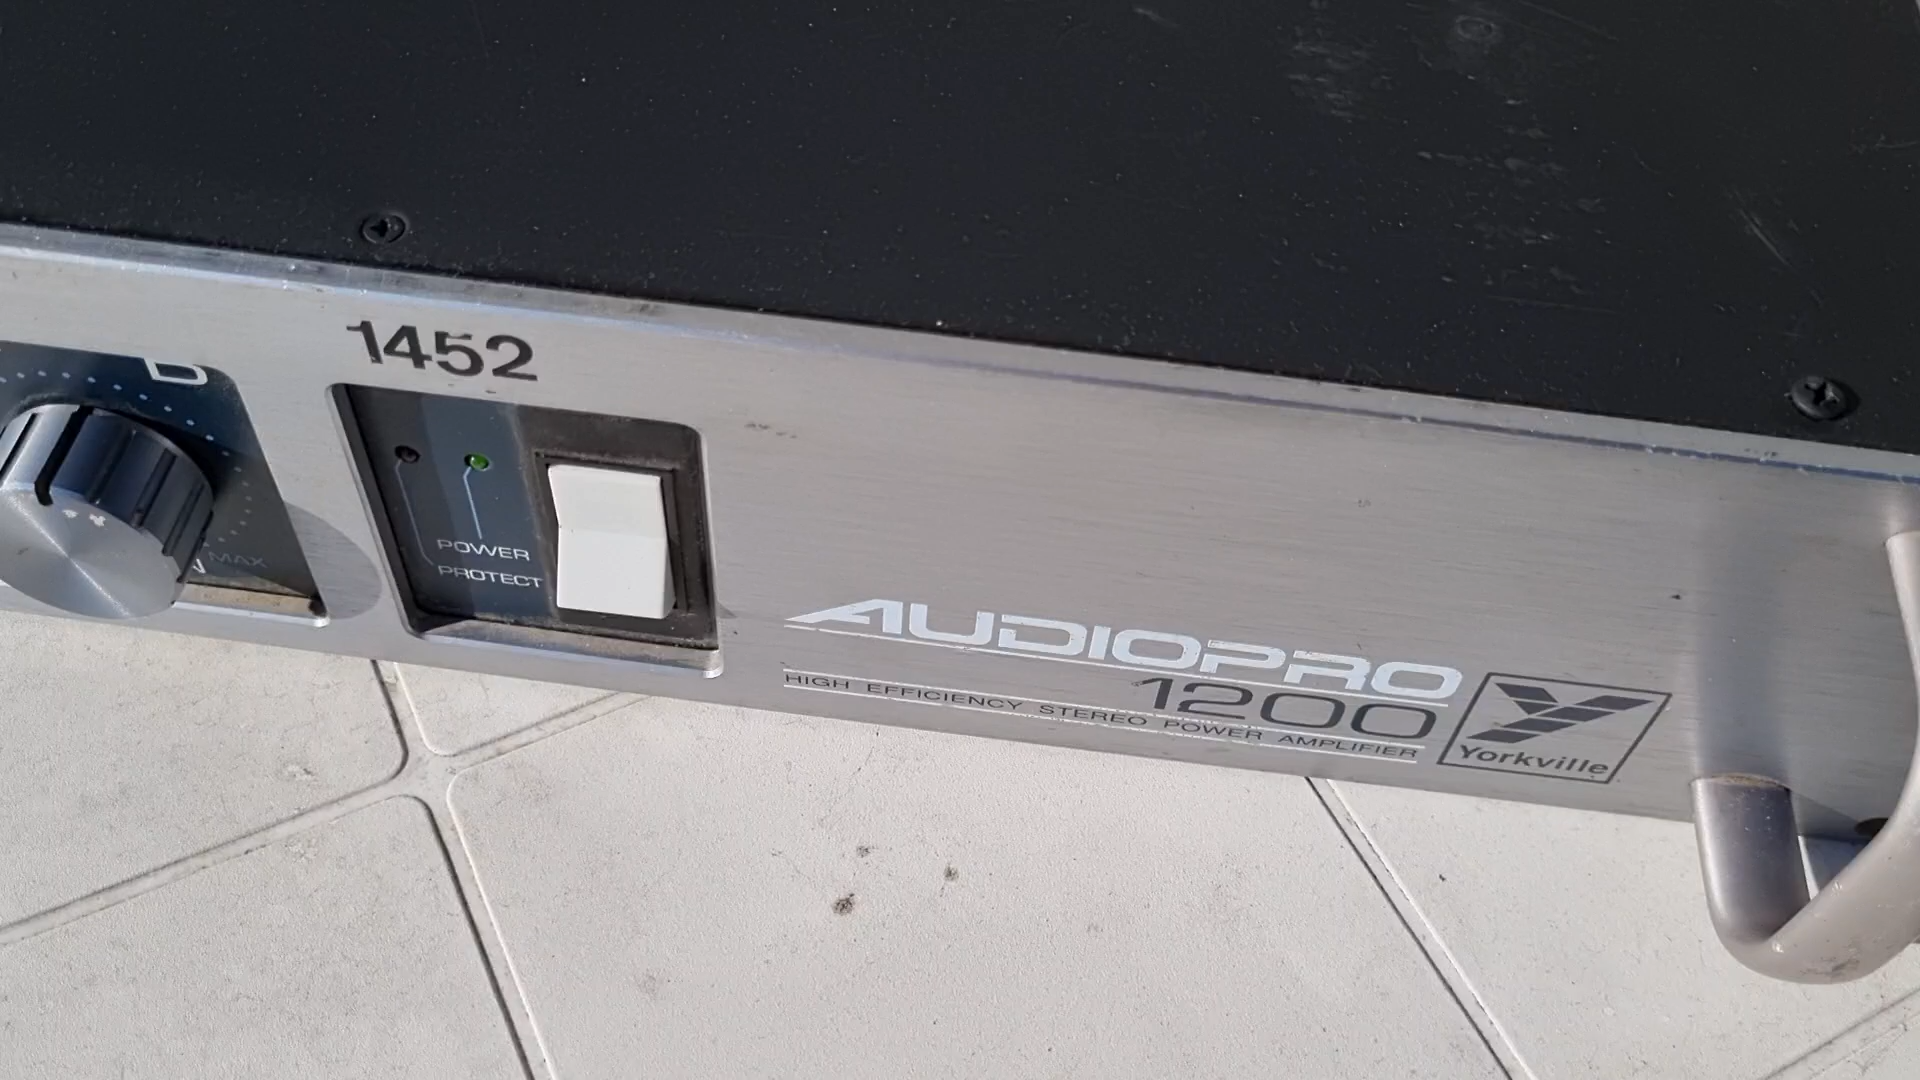 1452
B
MAX
POWER
PROTECT
AUDIOPRO
1200
HIGH EFFICIENCY STEREO POWER AMPLIFIER
Yorkville